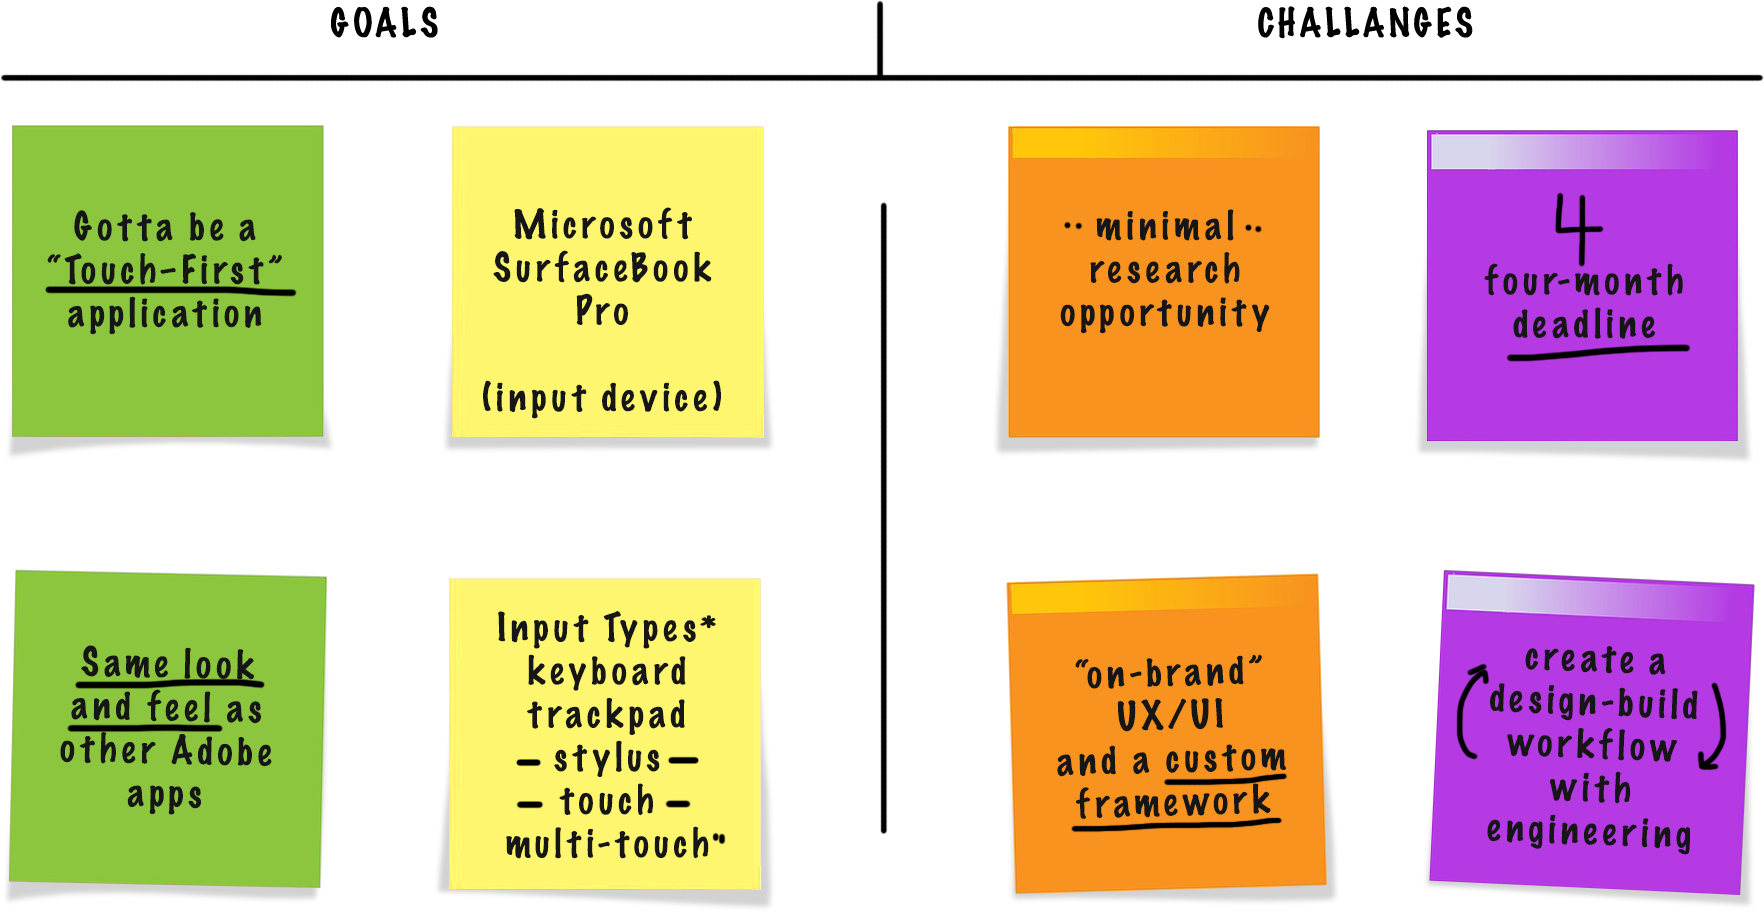 GOALS
CHALLANGES
Gotta be a
“Touch-First”
application
Microsoft
SurfaceBook
Pro
(input device)
·· minimal ··
research
opportunity
4
four-month
deadline
Same look
and feel as
other Adobe
apps
Input Types*
keyboard
trackpad
– stylus –
– touch –
multi-touch"
“on-brand”
UX/UI
and a custom
framework
create a
design-build
workflow
with
engineering